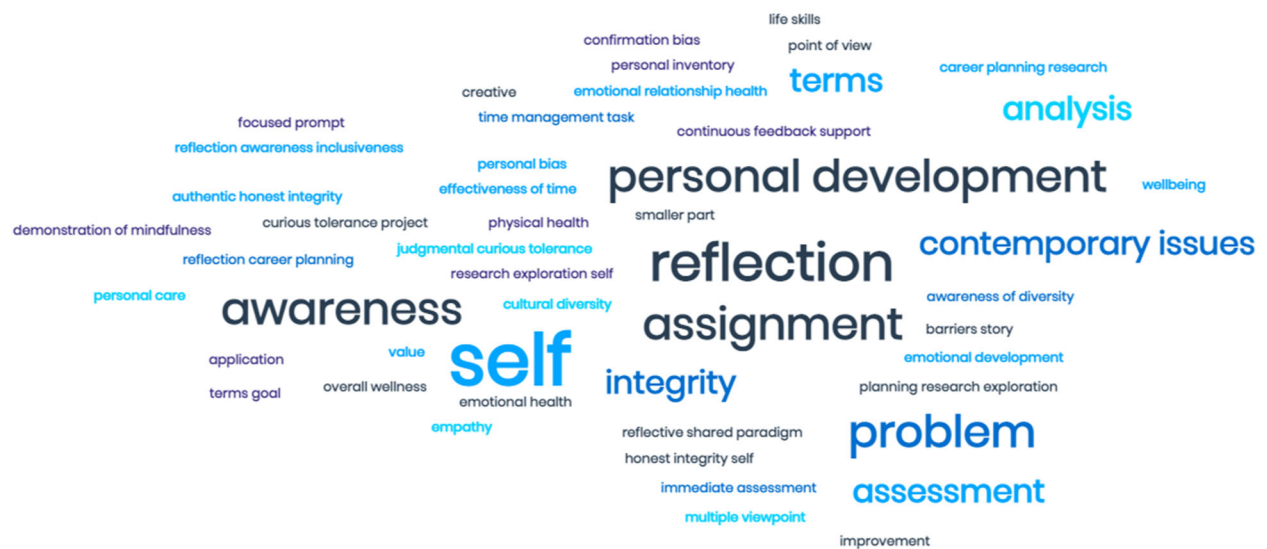 life skills
confirmation bias
point of view
personal inventory
career planning research
terms
creative
emotional relationship health
analysis
time management task
focused prompt
continuous feedback support
reflection awareness inclusiveness
personal bias
personal development
wellbeing
effectiveness of time
authentic honest integrity
smaller part
curious tolerance project
physical health
demonstration of mindfulness
contemporary issues
judgmental curious tolerance
reflection career planning
reflection
research exploration self
personal care
awareness of diversity
cultural diversity
awareness
assignment
barriers story
value
application
self
emotional development
integrity
overall wellness
planning research exploration
terms goal
emotional health
empathy
reflective shared paradigm
problem
honest integrity self
immediate assessment
assessment
multiple viewpoint
improvement